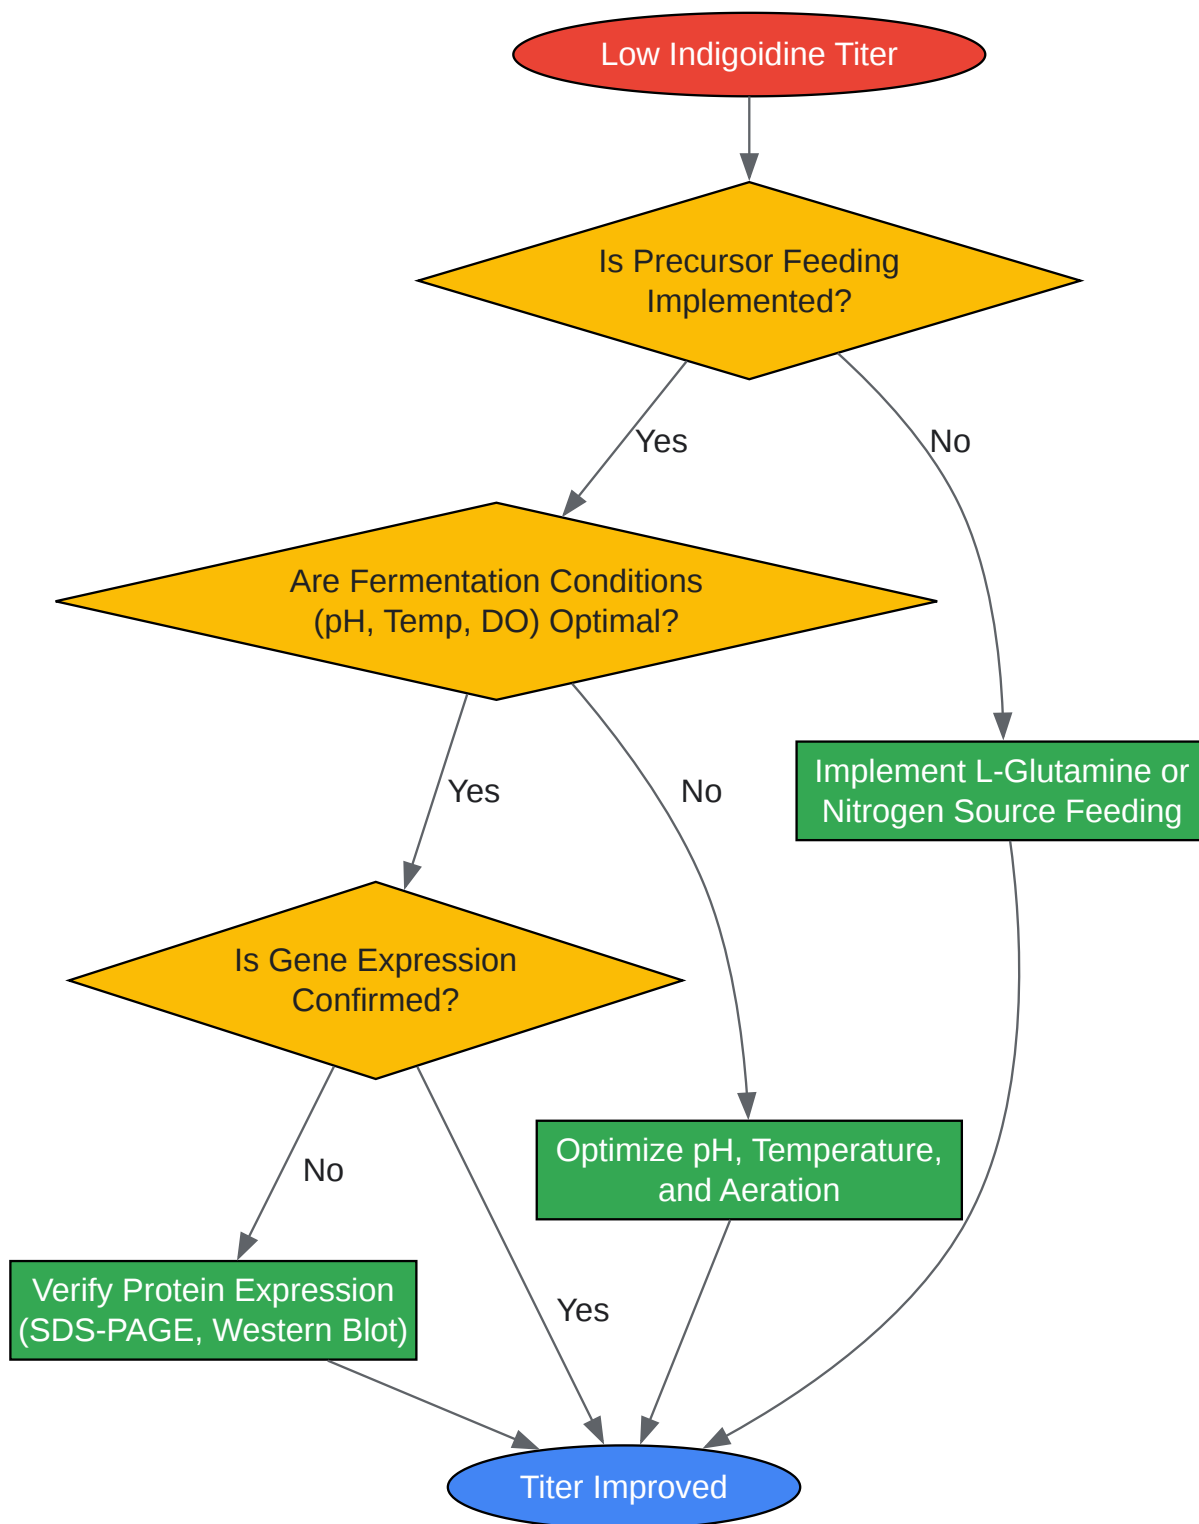 Low Indigoidine Titer
Is Precursor Feeding
Implemented?
Yes
No
Are Fermentation Conditions
(pH, Temp, DO) Optimal?
Yes
No
Implement L-Glutamine or
Nitrogen Source Feeding
Is Gene Expression
Confirmed?
No
Yes
Optimize pH, Temperature,
and Aeration
Verify Protein Expression
(SDS-PAGE, Western Blot)
Titer Improved